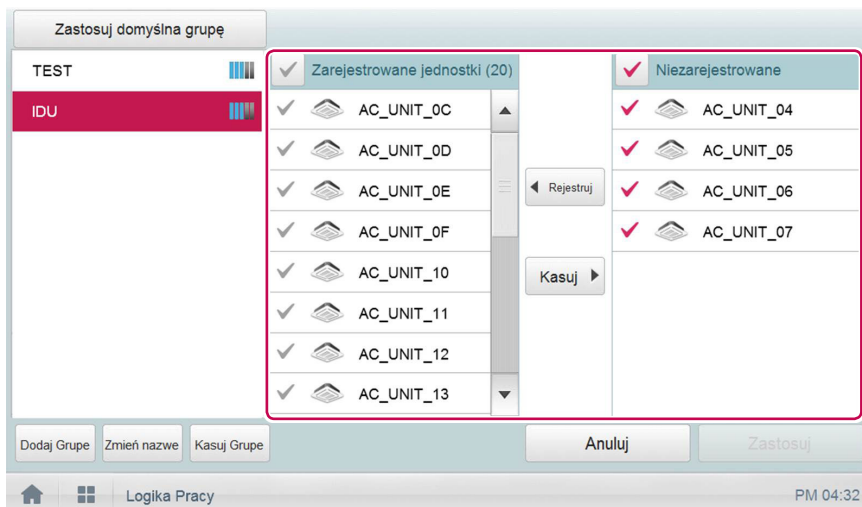 Zastosuj domyślna grupę
TEST
IDU
Zarejestrowane jednostki (20)
AC_UNIT_0C
AC_UNIT_0D
AC_UNIT_0E
AC_UNIT_0F
AC_UNIT_10
AC_UNIT_11
AC_UNIT_12
AC_UNIT_13
Rejestruj
Kasuj
Niezarejestrowane
AC_UNIT_04
AC_UNIT_05
AC_UNIT_06
AC_UNIT_07
Dodaj Grupe
Zmień nazwe
Kasuj Grupe
Anuluj
Zastosuj
Logika Pracy
PM 04:32